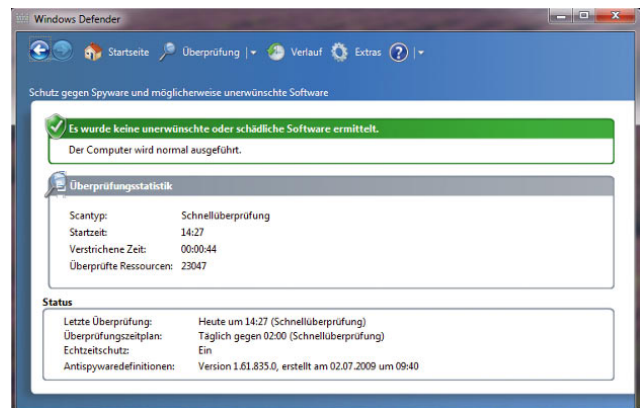 Windows Defender
Startseite Überprüfung Verlauf Extras ?
Schutz gegen Spyware und möglicherweise unerwünschte Software
Es wurde keine unerwünschte oder schädliche Software ermittelt.
Der Computer wird normal ausgeführt.
Überprüfungsstatistik
Scantyp: Schnellüberprüfung
Startzeit: 14:27
Verstrichene Zeit: 00:00:44
Überprüfte Ressourcen: 23047
Status
Letzte Überprüfung: Heute um 14:27 (Schnellüberprüfung)
Überprüfungszeitplan: Täglich gegen 02:00 (Schnellüberprüfung)
Echtzeitschutz: Ein
Antispywaredefinitionen: Version 1.61.835.0, erstellt am 02.07.2009 um 09:40